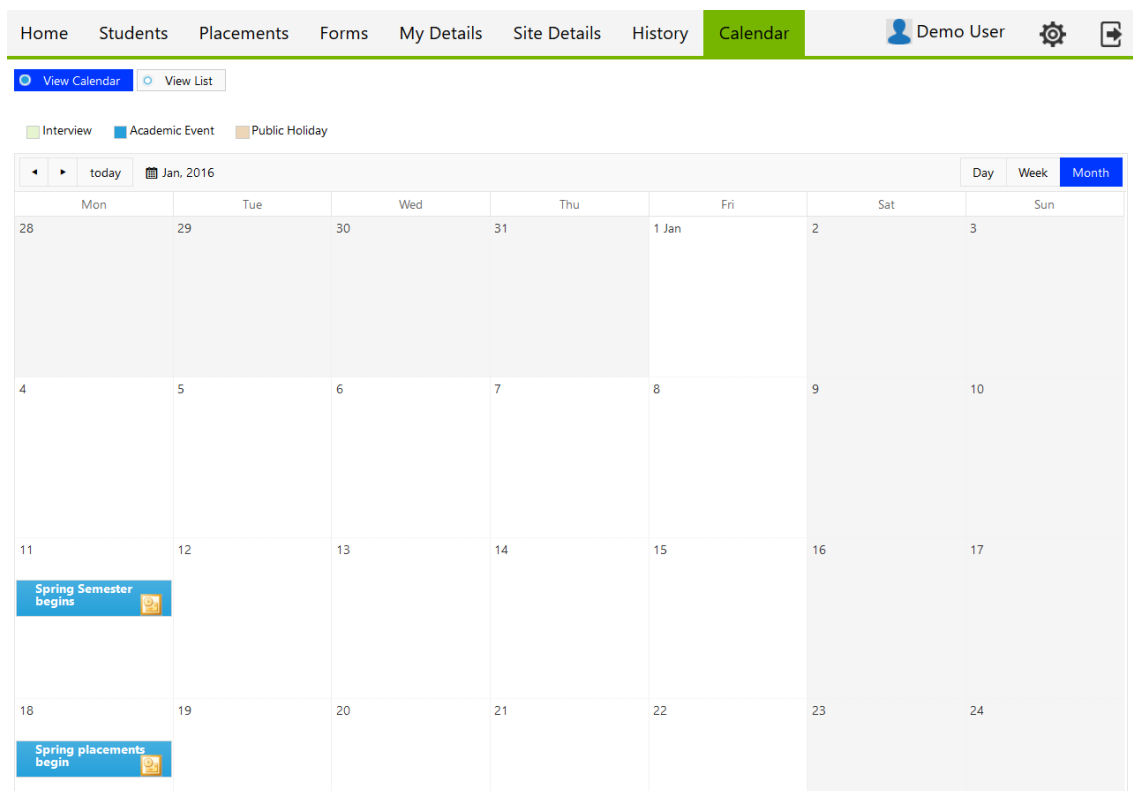 Home Students Placements Forms My Details Site Details History Calendar Demo User
View Calendar View List
Interview Academic Event Public Holiday
today Jan, 2016 Day Week Month
Mon Tue Wed Thu Fri Sat Sun
28 29 30 31 1 Jan 2 3
4 5 6 7 8 9 10
11 12 13 14 15 16 17
Spring Semester
begins
18 19 20 21 22 23 24
Spring placements
begin